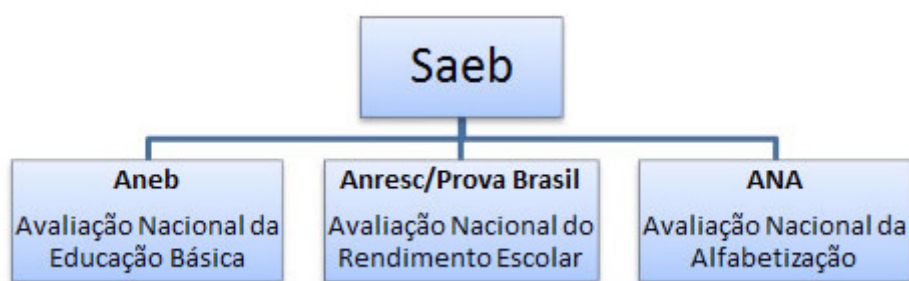 Saeb
Aneb
Avaliação Nacional da
Educação Básica
Anresc/Prova Brasil
Avaliação Nacional do
Rendimento Escolar
ANA
Avaliação Nacional da
Alfabetização